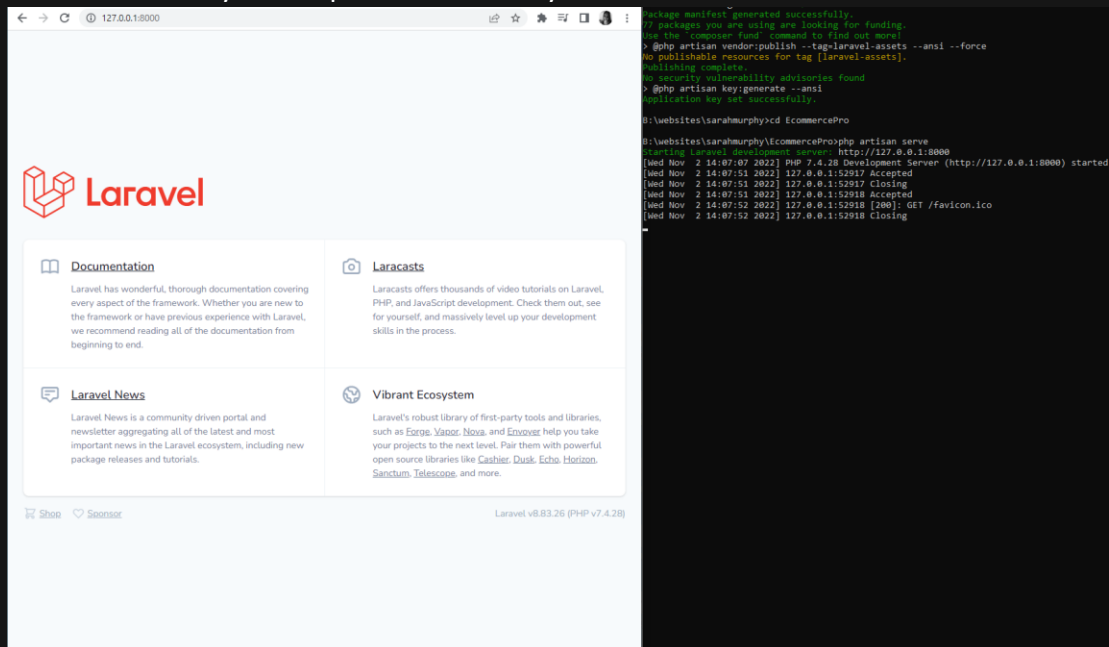 127.0.0.1:8000
Laravel
Documentation
Laravel has wonderful, thorough documentation covering
every aspect of the framework. Whether you are new to
the framework or have previous experience with Laravel,
we recommend reading all of the documentation from
beginning to end.
Laracasts
Laracasts offers thousands of video tutorials on Laravel,
PHP, and JavaScript development. Check them out, see
for yourself, and massively level up your development
skills in the process.
Laravel News
Laravel News is a community driven portal and
newsletter aggregating all of the latest and most
important news in the Laravel ecosystem, including new
package releases and tutorials.
Vibrant Ecosystem
Laravel's robust library of first-party tools and libraries,
such as Forge, Vapor, Nova, and Envoyer help you take
your projects to the next level. Pair them with powerful
open source libraries like Cashier, Dusk, Echo, Horizon,
Sanctum, Telescope, and more.
Shop Sponsor
Laravel v8.83.26 (PHP v7.4.28)
Package manifest generated successfully.
77 packages you are using are looking for funding.
Use the `composer fund` command to find out more!
> @php artisan vendor:publish --tag=laravel-assets --ansi --force
No publishable resources for tag [laravel-assets].
Publishing complete.
No security vulnerability advisories found
> @php artisan key:generate --ansi
Application key set successfully.
B:\websites\sarahmurphy>cd EcommercePro
B:\websites\sarahmurphy\EcommercePro>php artisan serve
Starting Laravel development server: http://127.0.0.1:8000
[Wed Nov  2 14:07:07 2022] PHP 7.4.28 Development Server (http://127.0.0.1:8000) started
[Wed Nov  2 14:07:51 2022] 127.0.0.1:52917 Accepted
[Wed Nov  2 14:07:51 2022] 127.0.0.1:52917 Closing
[Wed Nov  2 14:07:51 2022] 127.0.0.1:52918 Accepted
[Wed Nov  2 14:07:52 2022] 127.0.0.1:52918 [200]: GET /favicon.ico
[Wed Nov  2 14:07:52 2022] 127.0.0.1:52918 Closing